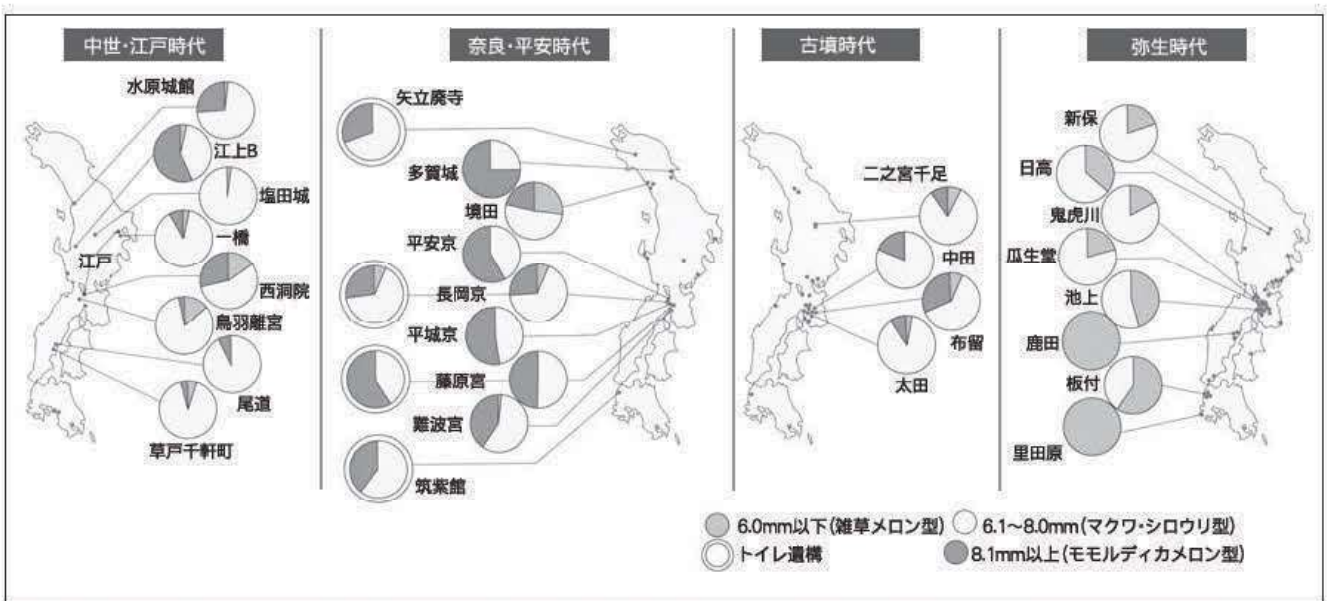 中世・江戸時代
水原城館
江上B
塩田城
一橋
江戸
西洞院
鳥羽離宮
尾道
草戸千軒町
奈良・平安時代
矢立廃寺
多賀城
境田
平安京
長岡京
平城京
藤原宮
難波宮
筑紫館
古墳時代
二之宮千足
中田
布留
太田
弥生時代
新保
日高
鬼虎川
瓜生堂
池上
鹿田
板付
里田原
6.0mm以下(雑草メロン型)
6.1〜8.0mm(マクワ・シロウリ型)
トイレ遺構
8.1mm以上(モモルディカメロン型)